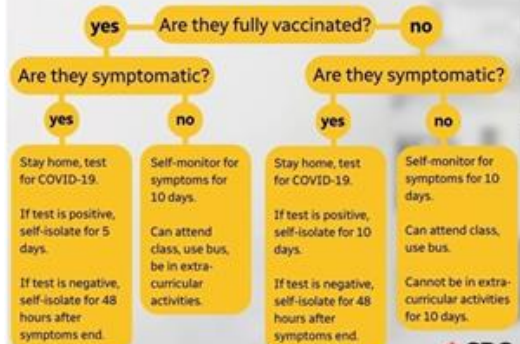 yes
Are they fully vaccinated?
no
Are they symptomatic?
yes
no
Stay home, test
for COVID-19.
If test is positive,
self-isolate for 5
days.
If test is negative,
self-isolate for 48
hours after
symptoms end.
Self-monitor for
symptoms for
10 days.
Can attend
class, use bus,
be in extra-
curricular
activities.
Are they symptomatic?
yes
no
Stay home, test
for COVID-19.
If test is positive,
self-isolate for 10
days.
If test is negative,
self-isolate for 48
hours after
symptoms end.
Self-monitor for
symptoms for 10
days.
Can attend class,
use bus.
Cannot be in extra-
curricular activities
for 10 days.